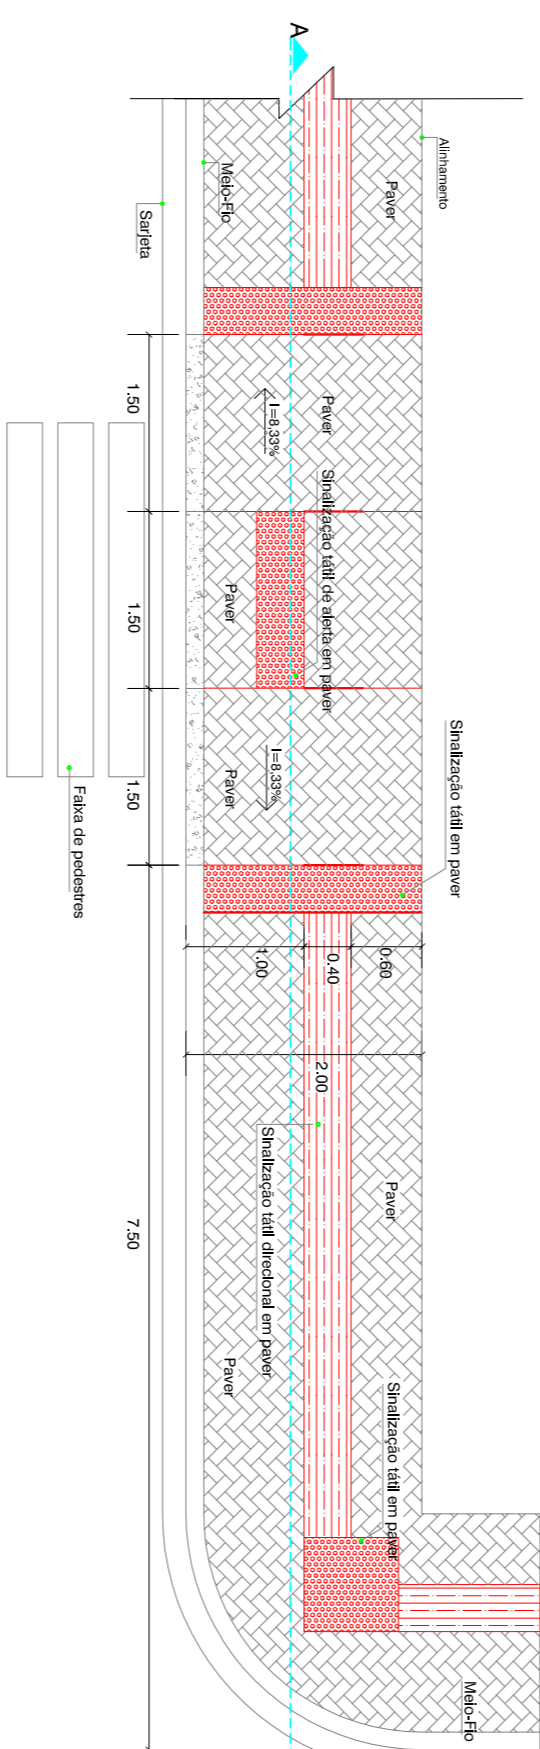 A
Alinhamento
Paver
Meio-Fio
Sarjeta
1.50
I=8,33%
Paver
Sinalização tátil de alerta em paver
Paver
1.50
Sinalização tátil em paver
I=8,33%
Paver
1.50
Faixa de pedestres
0.60
0.40
1.00
2.00
Sinalização tátil direcional em paver
Paver
7.50
Paver
Sinalização tátil em paver
Meio-Fio